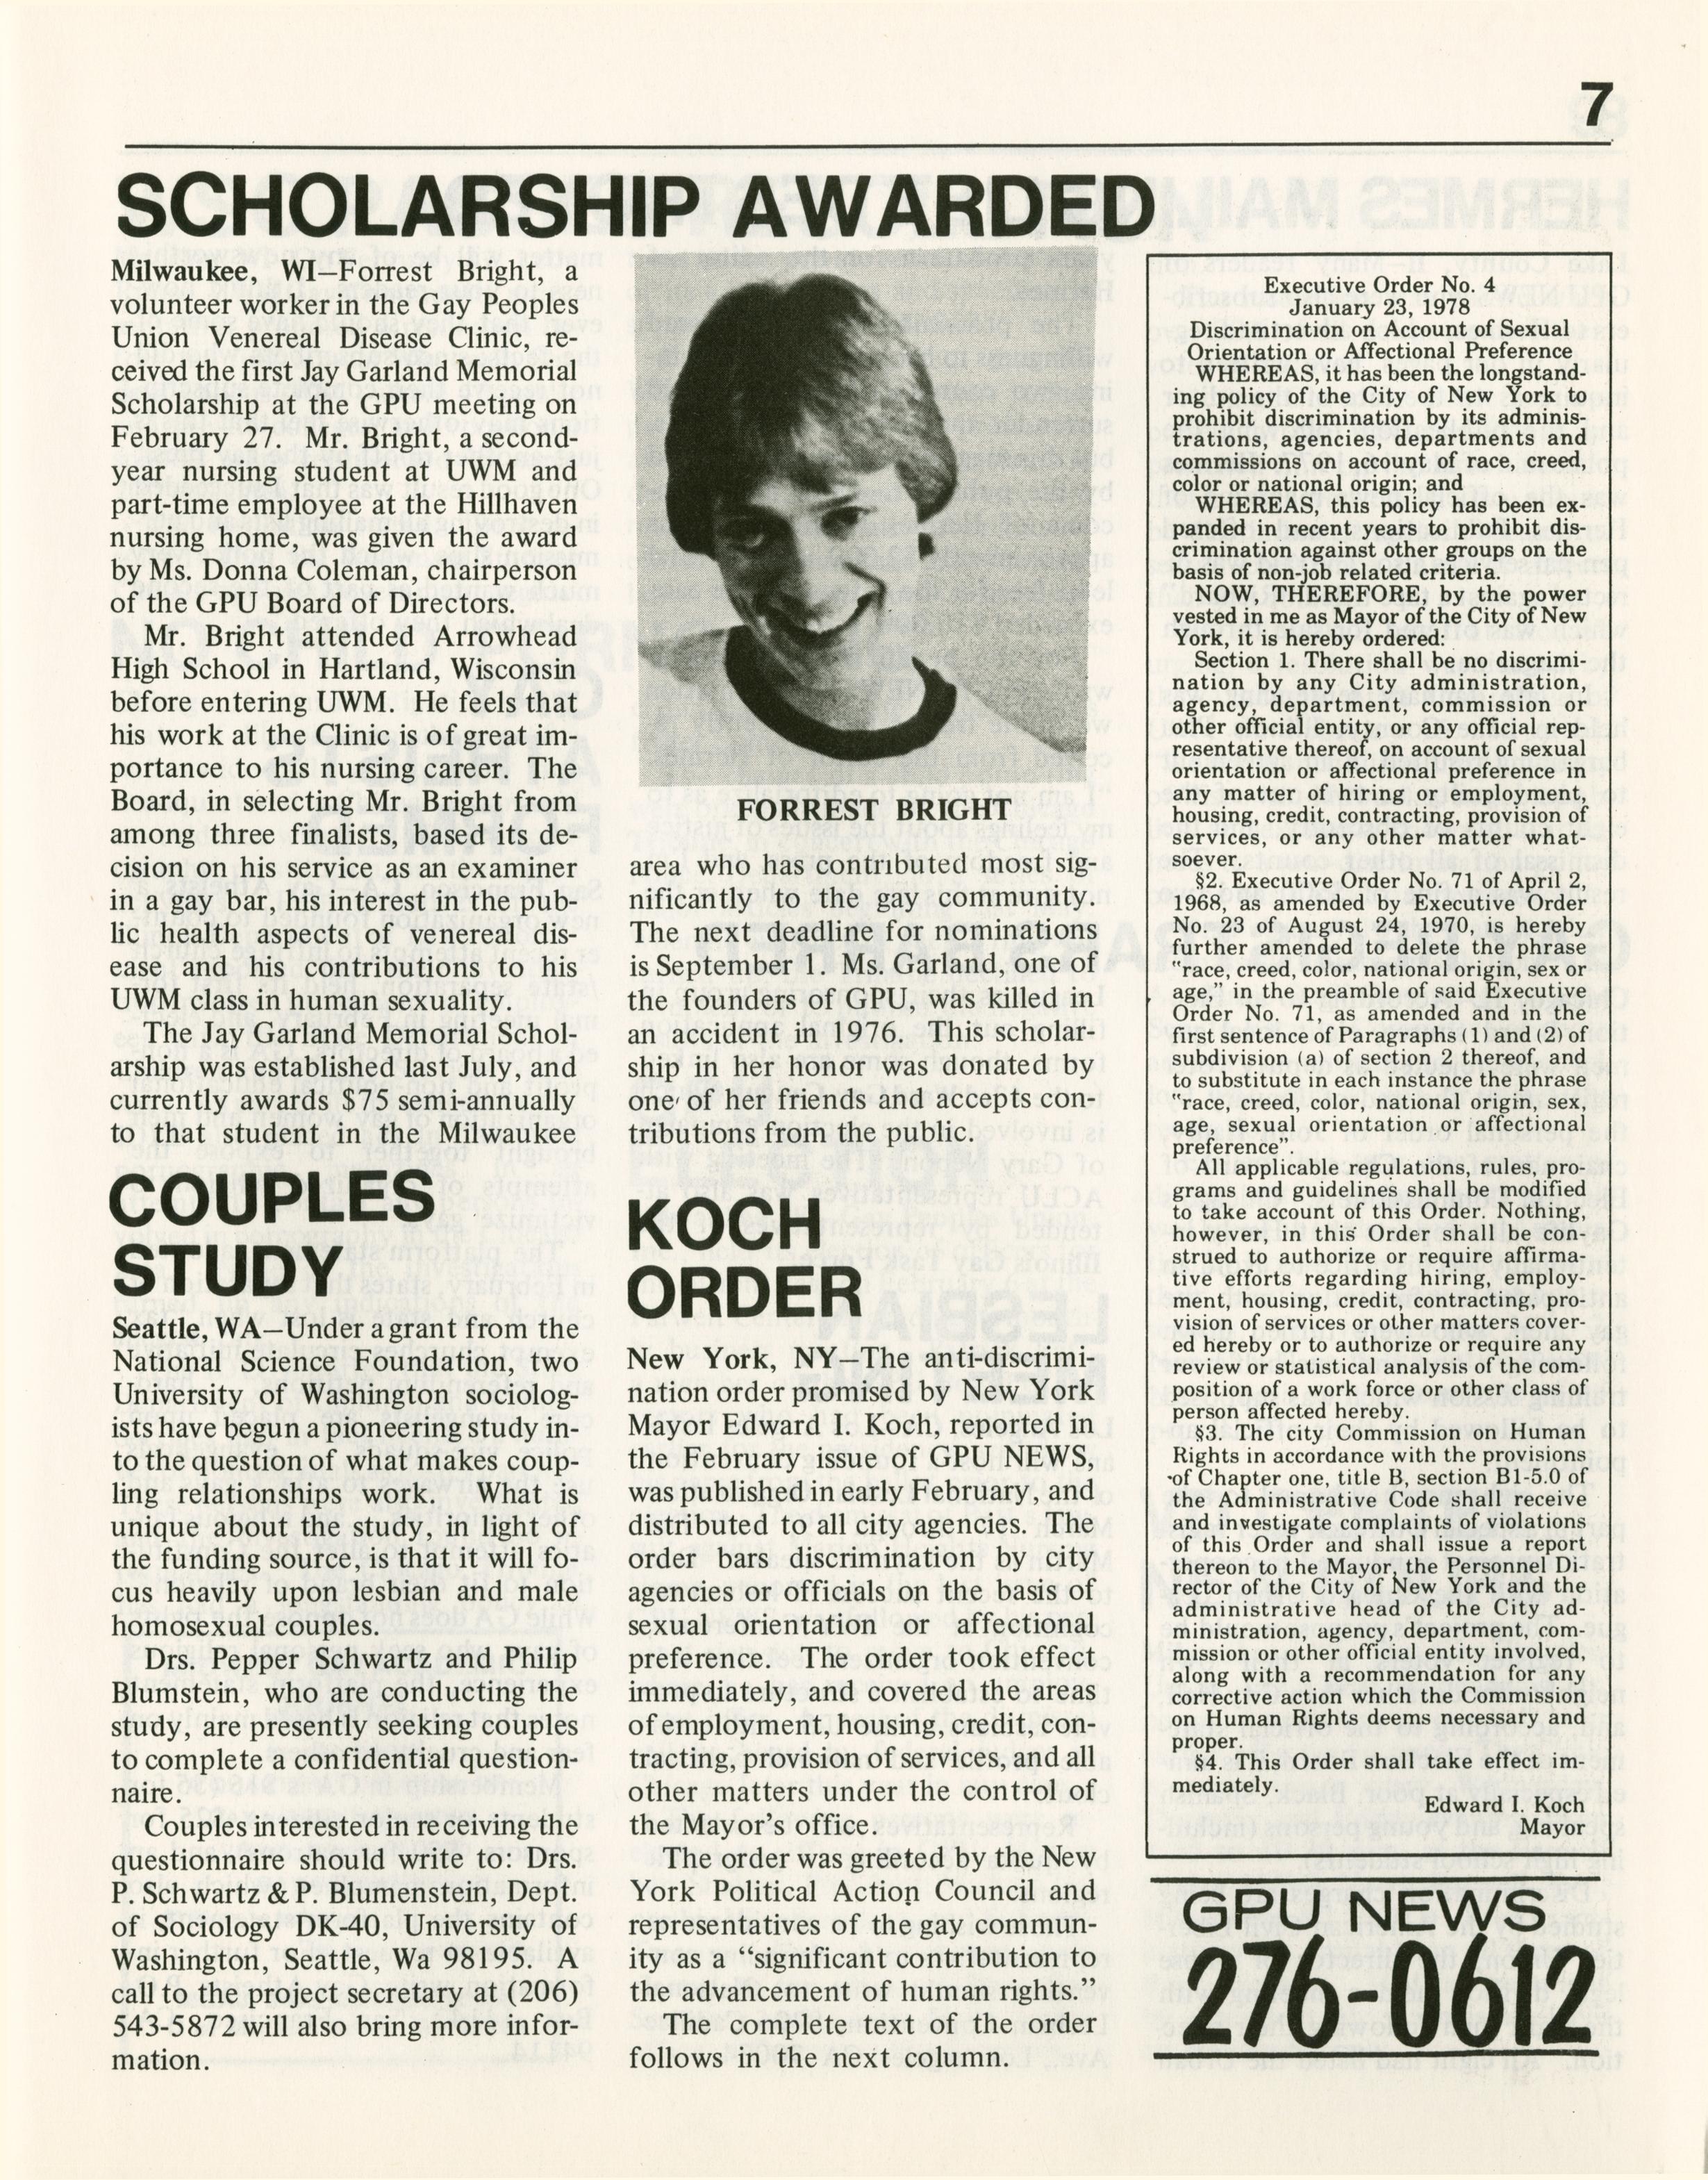 7
SCHOLARSHIP AWARDED
Milwaukee, WI—Forrest Bright, a
volunteer worker in the Gay Peoples
Union Venereal Disease Clinic, re-
ceived the first Jay Garland Memorial
Scholarship at the GPU meeting on
February 27. Mr. Bright, a second-
year nursing student at UWM and
part-time employee at the Hillhaven
nursing home, was given the award
by Ms. Donna Coleman, chairperson
of the GPU Board of Directors.
Mr. Bright attended Arrowhead
High School in Hartland, Wisconsin
before entering UWM. He feels that
his work at the Clinic is of great im-
portance to his nursing career. The
Board, in selecting Mr. Bright from
among three finalists, based its de-
cision on his service as an examiner
in a gay bar, his interest in the pub-
lic health aspects of venereal dis-
ease and his contributions to his
UWM class in human sexuality.
The Jay Garland Memorial Schol-
arship was established last July, and
currently awards $75 semi-annually
to that student in the Milwaukee
FORREST BRIGHT
area who has contributed most sig-
nificantly to the gay community.
The next deadline for nominations
is September 1. Ms. Garland, one of
the founders of GPU, was killed in
an accident in 1976. This scholar-
ship in her honor was donated by
one of her friends and accepts con-
tributions from the public.
COUPLES
STUDY
Seattle, WA—Under a grant from the
National Science Foundation, two
University of Washington sociolog-
ists have begun a pioneering study in-
to the question of what makes coup-
ling relationships work. What is
unique about the study, in light of
the funding source, is that it will fo-
cus heavily upon lesbian and male
homosexual couples.
Drs. Pepper Schwartz and Philip
Blumstein, who are conducting the
study, are presently seeking couples
to complete a confidential question-
naire.
Couples interested in receiving the
questionnaire should write to: Drs.
P. Schwartz & P. Blumenstein, Dept.
of Sociology DK-40, University of
Washington, Seattle, Wa 98195. A
call to the project secretary at (206)
543-5872 will also bring more infor-
mation.
KOCH
ORDER
New York, NY—The anti-discrimi-
nation order promised by New York
Mayor Edward I. Koch, reported in
the February issue of GPU NEWS,
was published in early February, and
distributed to all city agencies. The
order bars discrimination by city
agencies or officials on the basis of
sexual orientation or affectional
preference. The order took effect
immediately, and covered the areas
of employment, housing, credit, con-
tracting, provision of services, and all
other matters under the control of
the Mayor's office.
The order was greeted by the New
York Political Action Council and
representatives of the gay commun-
ity as a “significant contribution to
the advancement of human rights.”
The complete text of the order
follows in the next column.
Executive Order No. 4
January 23, 1978
Discrimination on Account of Sexual
Orientation or Affectional Preference
WHEREAS, it has been the longstand-
ing policy of the City of New York to
prohibit discrimination by its adminis-
trations, agencies, departments and
commissions on account of race, creed,
color or national origin; and
WHEREAS, this policy has been ex-
panded in recent years to prohibit dis-
crimination against other groups on the
basis of non-job related criteria.
NOW, THEREFORE, by the power
vested in me as Mayor of the City of New
York, it is hereby ordered:
Section 1. There shall be no discrimi-
nation by any City administration,
agency, department, commission or
other official entity, or any official rep-
resentative thereof, on account of sexual
orientation or affectional preference in
any matter of hiring or employment,
housing, credit, contracting, provision of
services, or any other matter what-
soever.
§2. Executive Order No. 71 of April 2,
1968, as amended by Executive Order
No. 23 of August 24, 1970, is hereby
further amended to delete the phrase
"race, creed, color, national origin, sex or
age," in the preamble of said Executive
Order No. 71, as amended and in the
first sentence of Paragraphs (1) and (2) of
subdivision (a) of section 2 thereof, and
to substitute in each instance the phrase
"race, creed, color, national origin, sex,
age, sexual orientation or affectional
preference".
All applicable regulations, rules, pro-
grams and guidelines shall be modified
to take account of this Order. Nothing,
however, in this Order shall be con-
strued to authorize or require affirma-
tive efforts regarding hiring, employ-
ment, housing, credit, contracting, pro-
vision of services or other matters cover-
ed hereby or to authorize or require any
review or statistical analysis of the com-
position of a work force or other class of
person affected hereby.
§3. The city Commission on Human
Rights in accordance with the provisions
of Chapter one, title B, section B1-5.0 of
the Administrative Code shall receive
and investigate complaints of violations
of this Order and shall issue a report
thereon to the Mayor, the Personnel Di-
rector of the City of New York and the
administrative head of the City ad-
ministration, agency, department, com-
mission or other official entity involved,
along with a recommendation for any
corrective action which the Commission
on Human Rights deems necessary and
proper.
§4. This Order shall take effect im-
mediately.
Edward I. Koch
Mayor
GPU NEWS
276-0612